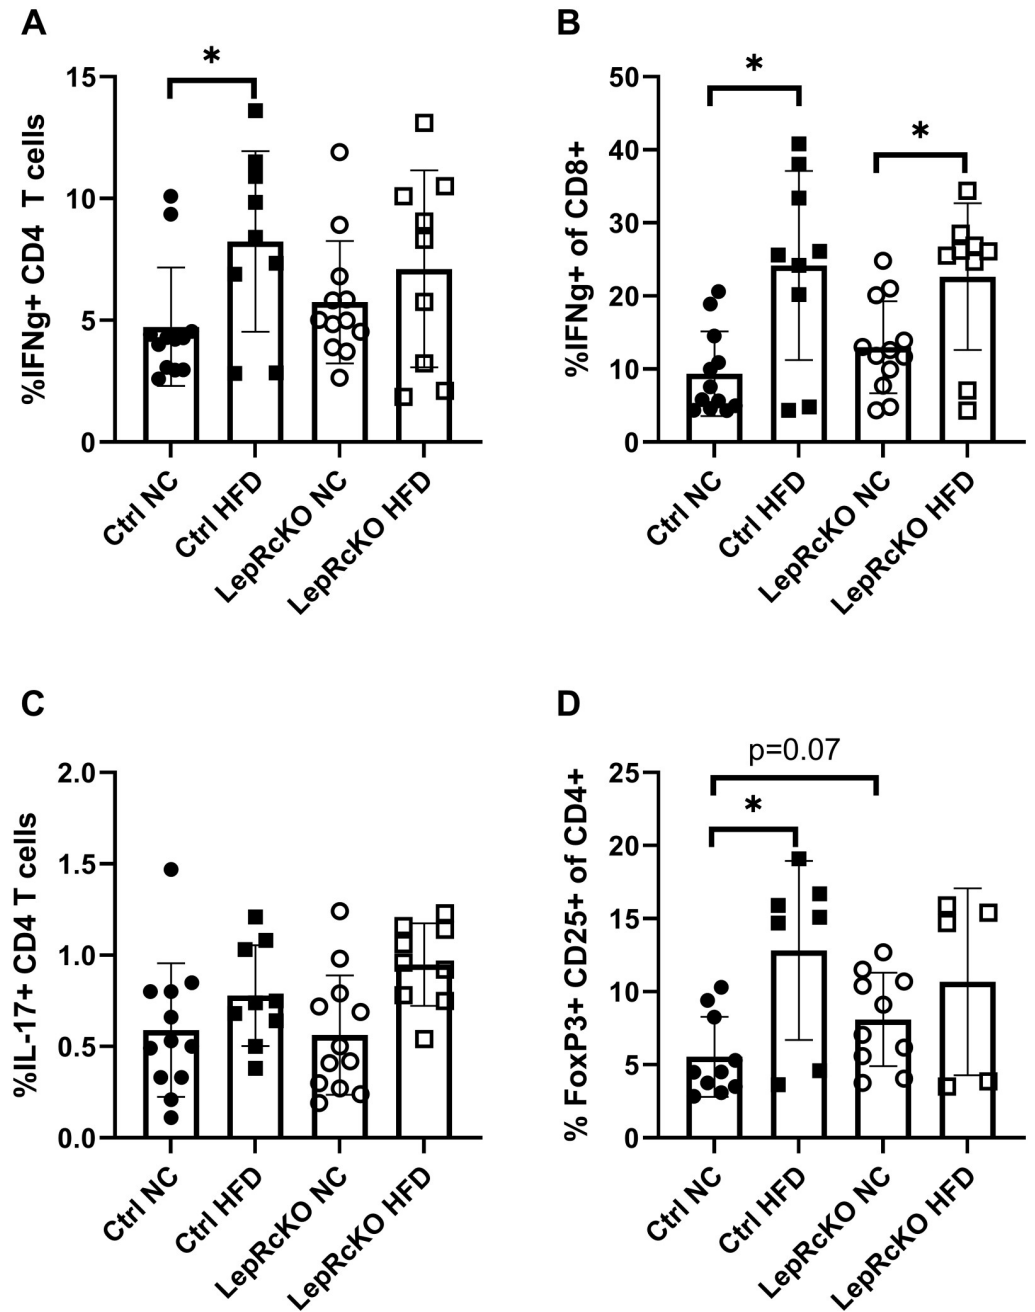 A
%IFNg+ CD4 T cells
15
10
5
0
*
Ctrl NC
Ctrl HFD
LepRcKO NC
LepRcKO HFD
B
%IFNg+ of CD8+
50
40
30
20
10
0
*
*
Ctrl NC
Ctrl HFD
LepRcKO NC
LepRcKO HFD
C
%IL-17+ CD4 T cells
2.0
1.5
1.0
0.5
0.0
Ctrl NC
Ctrl HFD
LepRcKO NC
LepRcKO HFD
D
% FoxP3+ CD25+ of CD4+
25
20
15
10
5
0
p=0.07
*
Ctrl NC
Ctrl HFD
LepRcKO NC
LepRcKO HFD